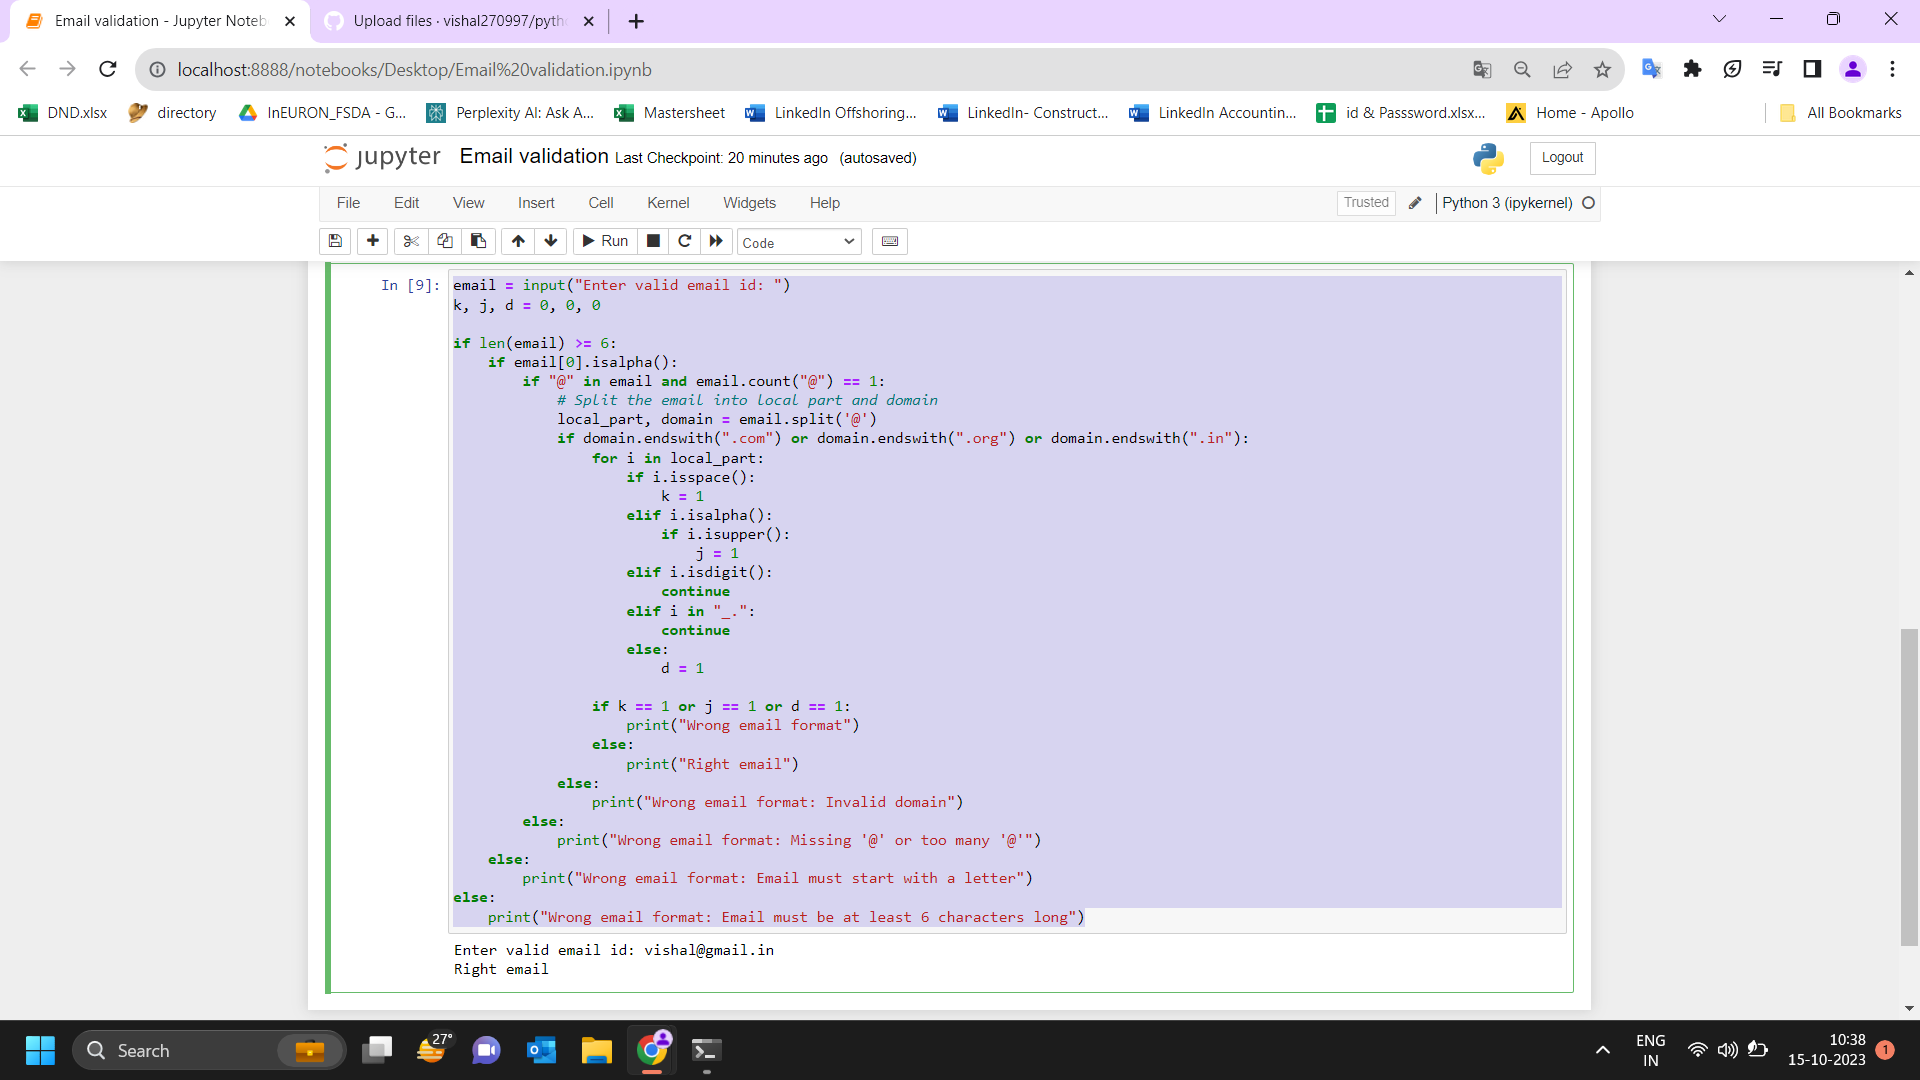 Email validation - Jupyter Noteb
Upload files · vishal270997/pyth
localhost:8888/notebooks/Desktop/Email%20validation.ipynb
DND.xlsx
directory
InEURON_FSDA - G...
Perplexity AI: Ask A...
Mastersheet
LinkedIn Offshoring...
LinkedIn- Construct...
LinkedIn Accountin...
id & Passsword.xlsx...
Home - Apollo
All Bookmarks
jupyter Email validation Last Checkpoint: 20 minutes ago (autosaved)
Logout
File Edit View Insert Cell Kernel Widgets Help
Trusted
Python 3 (ipykernel)
Run
Code
In [9]:
email = input("Enter valid email id: ")
k, j, d = 0, 0, 0
if len(email) >= 6:
    if email[0].isalpha():
        if "@" in email and email.count("@") == 1:
            # Split the email into local part and domain
            local_part, domain = email.split('@')
            if domain.endswith(".com") or domain.endswith(".org") or domain.endswith(".in"):
                for i in local_part:
                    if i.isspace():
                        k = 1
                    elif i.isalpha():
                        if i.isupper():
                            j = 1
                    elif i.isdigit():
                        continue
                    elif i in "_.":
                        continue
                    else:
                        d = 1
                if k == 1 or j == 1 or d == 1:
                    print("Wrong email format")
                else:
                    print("Right email")
            else:
                print("Wrong email format: Invalid domain")
        else:
            print("Wrong email format: Missing '@' or too many '@'")
    else:
        print("Wrong email format: Email must start with a letter")
else:
    print("Wrong email format: Email must be at least 6 characters long")
Enter valid email id: vishal@gmail.in
Right email
Search
27°
ENG
IN
10:38
15-10-2023
1